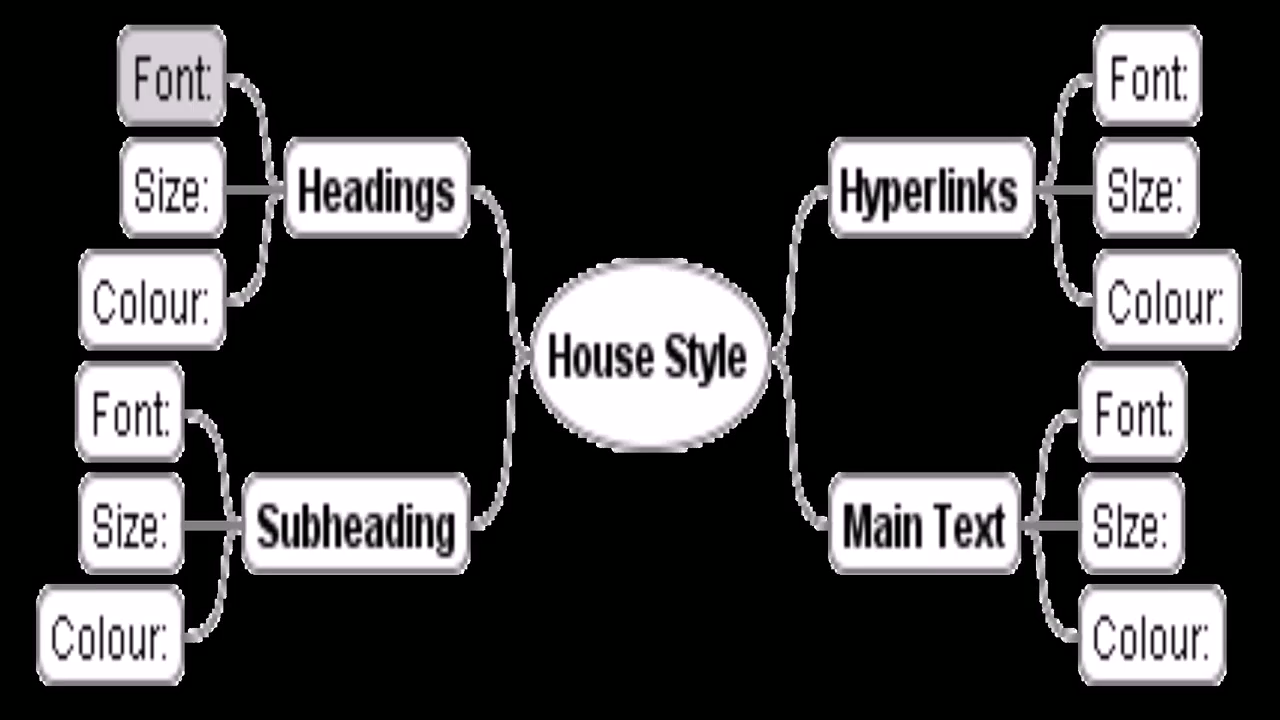 House Style
Headings
Font:
Size:
Colour:
Subheading
Font:
Size:
Colour:
Hyperlinks
Font:
SIze:
Colour:
Main Text
Font:
SIze:
Colour: